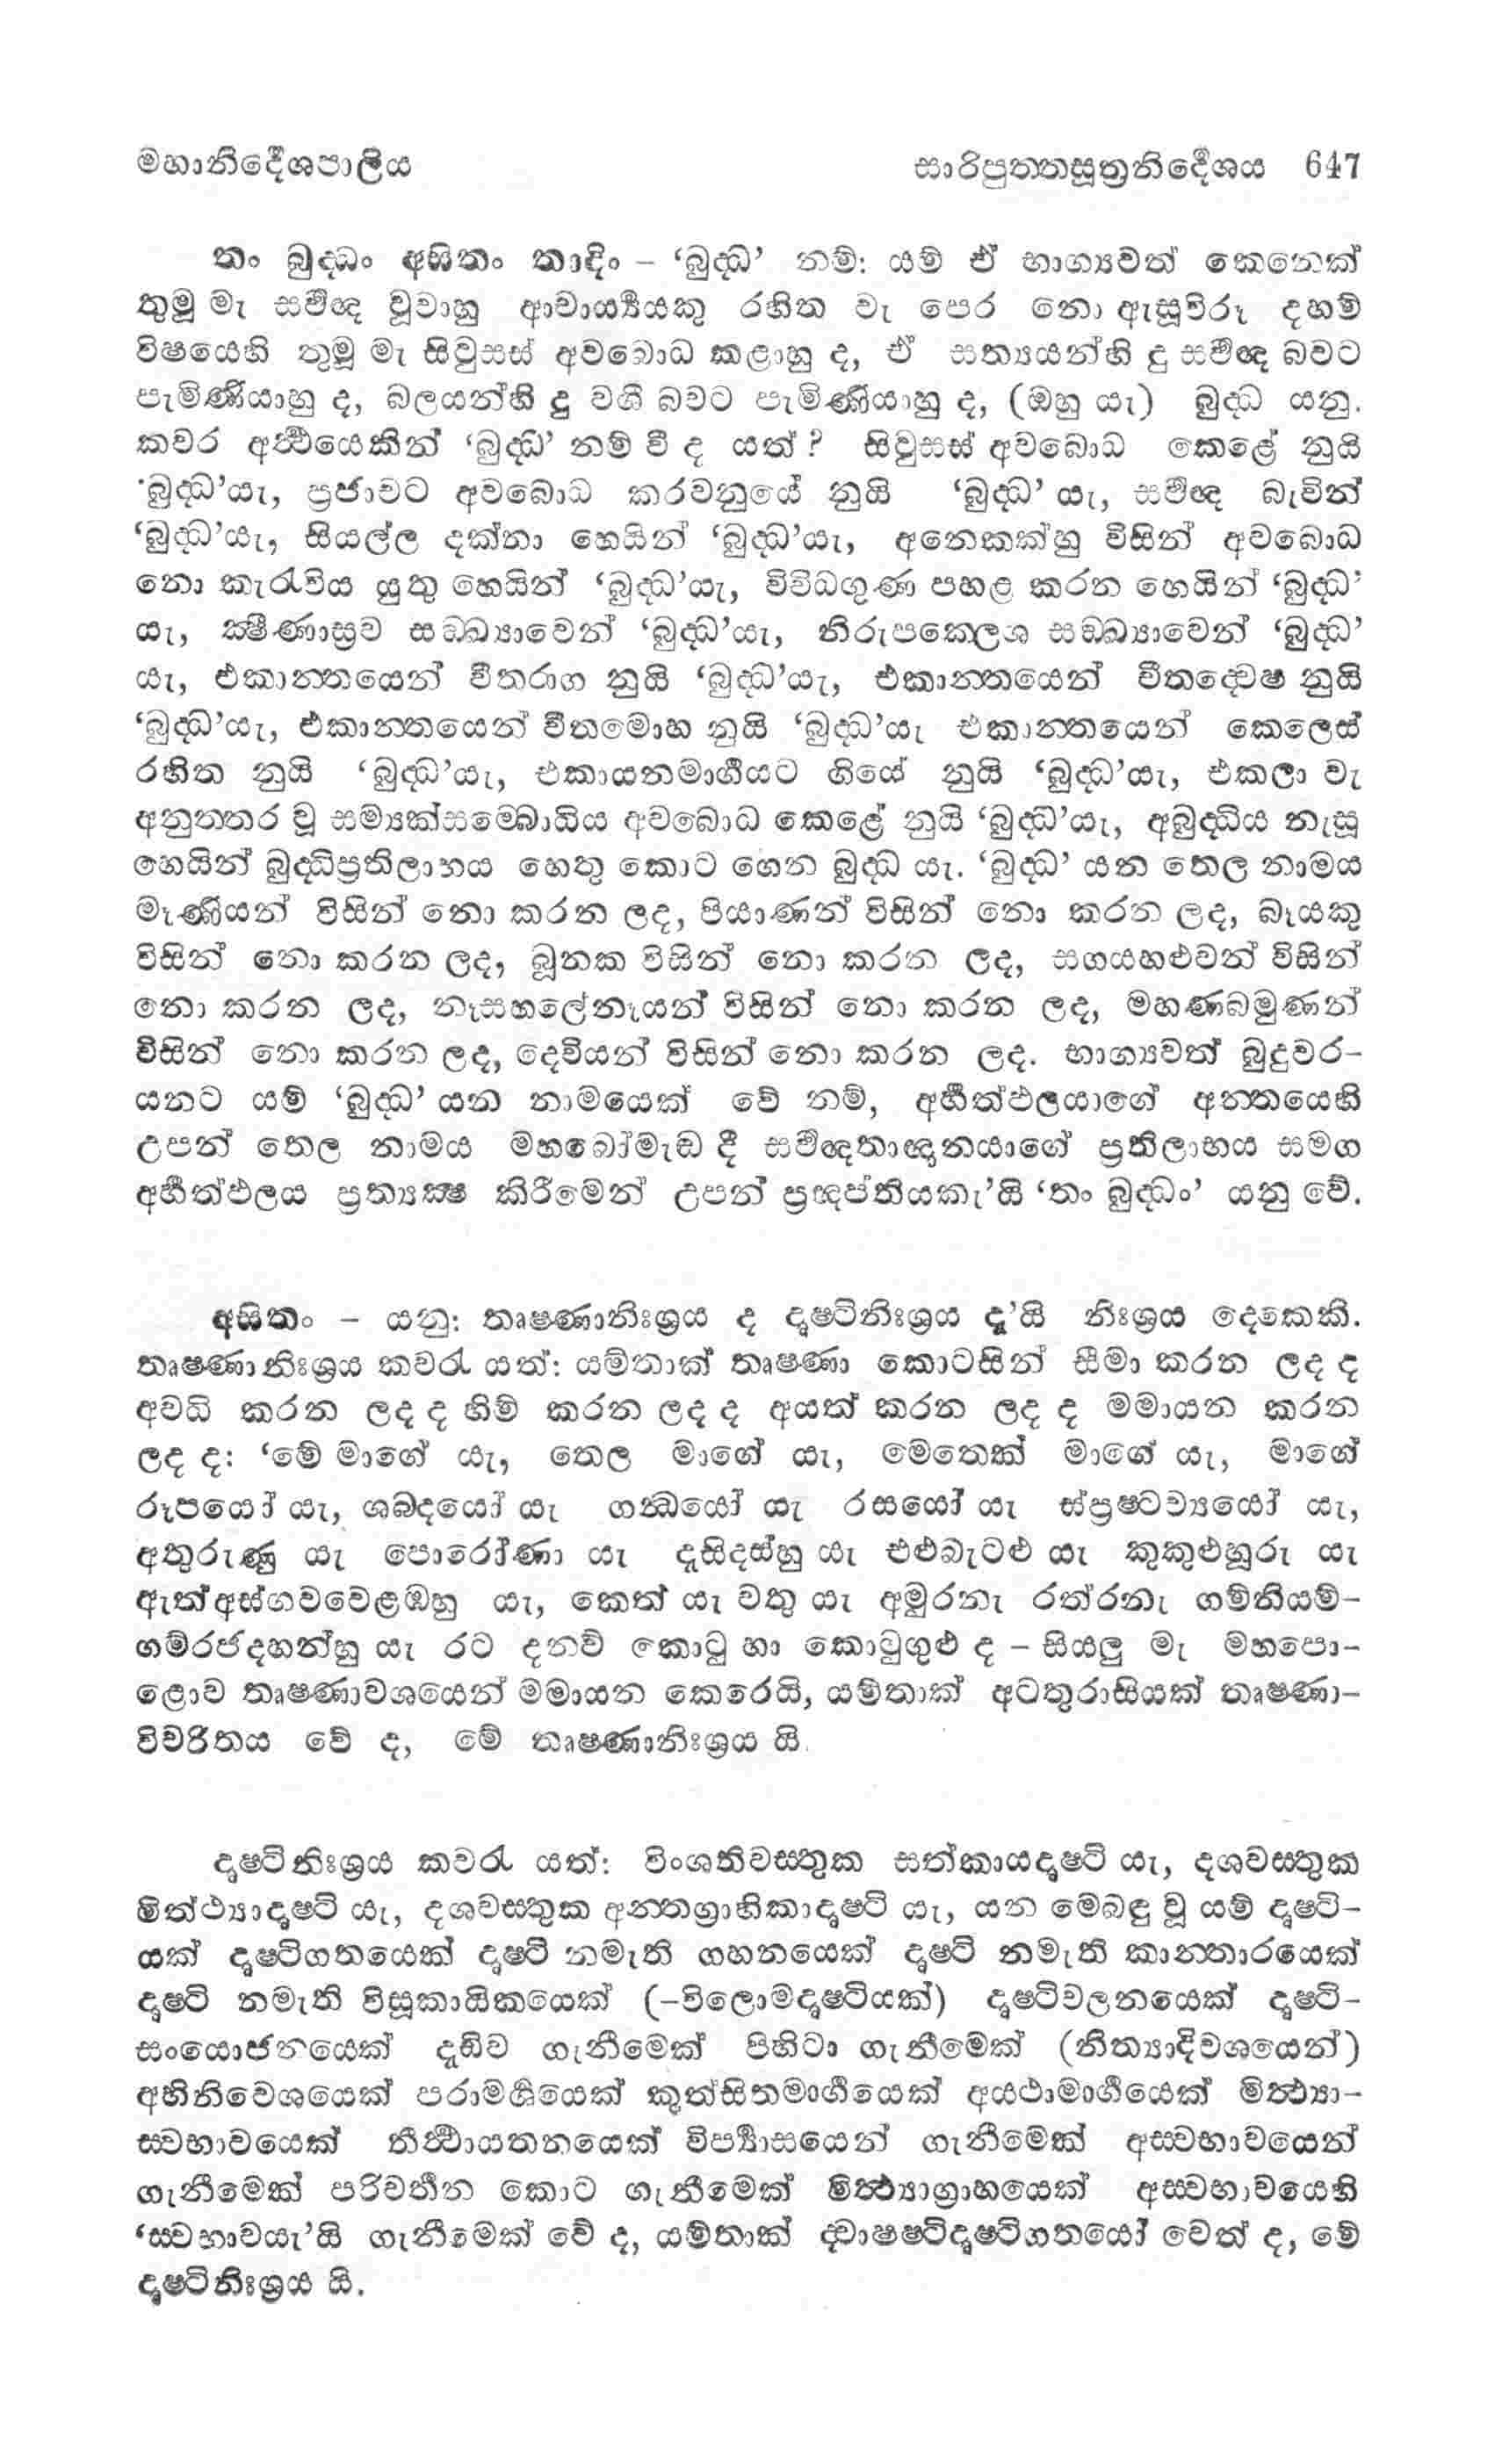 මහානිර්දේශපාලිය සාරිපුත්තසූත්‍රනිර්දේශය 647
තං බුද්ධං අසිතං තාදිං – ‘බුද්ධ’ නම්: යම් ඒ භාග්‍යවත් කෙනෙක්
තුමූ මැ සර්වඥ වූවාහු ආචාර්ය්‍යයකු රහිත වැ පෙර නො ඇසූවිරූ දහම්
විෂයෙහි තුමූ මැ සිවුසස් අවබොධ කළාහු ද, ඒ සත්‍යයන්හි දු සර්වඥ බවට
පැමිණියාහු ද, බලයන්හි දු වශී බවට පැමිණියාහු ද, (ඔහු යැ) බුද්ධ යනු.
කවර අර්ථයෙකින් ‘බුද්ධ’ නම් වී ද යත් ? සිවුසස් අවබොධ කෙළේ නුයි
‘බුද්ධ’යැ, ප්‍රජාවට අවබොධ කරවනුයේ නුයි ‘බුද්ධ’ යැ, සර්වඥ බැවින්
‘බුද්ධ’යැ, සියල්ල දක්නා හෙයින් ‘බුද්ධ’යැ, අනෙකක්හු විසින් අවබොධ
නො කැරැවිය යුතු හෙයින් ‘බුද්ධ’යැ, විවිධගුණ පහළ කරන හෙයින් ‘බුද්ධ’
යැ, ක්‍ෂීණාස්‍රව සඞ්ඛ්‍යාවෙන් ‘බුද්ධ’යැ, නිරුපක්ලෙශ සඞ්ඛ්‍යාවෙන් ‘බුද්ධ’
යැ, එකාන්තයෙන් වීතරාග නුයි ‘බුද්ධ’යැ, එකාන්තයෙන් වීතද්වෙෂ නුයි
‘බුද්ධ’යැ, එකාන්තයෙන් වීතමොහ නුයි ‘බුද්ධ’යැ එකාන්තයෙන් කෙලෙස්
රහිත නුයි ‘බුද්ධ’යැ, එකායනමාර්ගයට ගියේ නුයි ‘බුද්ධ’යැ, එකලා වැ
අනුත්තර වූ සම්‍යක්සම්බොධිය අවබොධ කෙළේ නුයි ‘බුද්ධ’යැ, අබුද්ධිය නැසූ
හෙයින් බුද්ධිප්‍රතිලාභය හෙතු කොට ගෙන බුද්ධ යැ. ‘බුද්ධ’ යන තෙල නාමය
මෑණියන් විසින් නො කරන ලද, පියාණන් විසින් නො කරන ලද, බෑයකු
විසින් නො කරන ලද, බූනක විසින් නො කරන ලද, සගයහළුවන් විසින්
නො කරන ලද, නෑසහලේනෑයන් විසින් නො කරන ලද, මහණබමුණන්
විසින් නො කරන ලද, දෙවියන් විසින් නො කරන ලද. භාග්‍යවත් බුදුවර-
යනට යම් ‘බුද්ධ’ යන නාමයෙක් වේ නම්, අර්හත්ඵලයාගේ අන්තයෙහි
උපන් තෙල නාමය මහබෝමැඬ දී සර්වඥතාඥානයාගේ ප්‍රතිලාභය සමග
අර්හත්ඵලය ප්‍රත්‍යක්‍ෂ කිරීමෙන් උපන් ප්‍රඥප්තියකැ’යි ‘තං බුද්ධං’ යනු වේ.
අසිතං – යනු: තෘෂ්ණානිඃශ්‍රය ද දෘෂ්ටිනිඃශ්‍රය දැ’යි නිඃශ්‍රය දෙකෙකි.
තෘෂ්ණානිඃශ්‍රය කවරැ යත්: යම්තාක් තෘෂ්ණා කොටසින් සීමා කරන ලද ද
අවධි කරන ලද ද හිම් කරන ලද ද අයත් කරන ලද ද මමායන කරන
ලද ද: ‘මේ මාගේ යැ, තෙල මාගේ යැ, මෙතෙක් මාගේ යැ, මාගේ
රූපයෝ යැ, ශබ්දයෝ යැ ගන්ධයෝ යැ රසයෝ යැ ස්ප්‍රෂ්ටව්‍යයෝ යැ,
අතුරුණු යැ පොරෝණා යැ දැසිදස්හු යැ එළුබැටළු යැ කුකුළුහූරු යැ
ඇත්අස්ගවවෙළඹහු යැ, කෙත් යැ වතු යැ අමුරනැ රත්රනැ ගම්නියම්-
ගම්රජදහන්හු යැ රට දනව් කොටු හා කොටුගුළු ද – සියලු මැ මහපො-
ළොව තෘෂ්ණාවශයෙන් මමායන කෙරෙයි, යම්තාක් අටතුරාසියක් තෘෂ්ණා-
විචරිතය වේ ද, මේ තෘෂ්ණානිඃශ්‍රය යි.
දෘෂ්ටිනිඃශ්‍රය කවරැ යත්: විංශතිවස්තුක සත්කායදෘෂ්ටි යැ, දශවස්තුක
මිත්ථ්‍යාදෘෂ්ටි යැ, දශවස්තුක අන්තග්‍රාහිකාදෘෂ්ටි යැ, යන මෙබඳු වූ යම් දෘෂ්ටි-
යක් දෘෂ්ටිගතයෙක් දෘෂ්ටි නමැති ගහනයෙක් දෘෂ්ටි නමැති කාන්තාරයෙක්
දෘෂ්ටි නමැති විසූකායිකයෙක් (–විලොමදෘෂ්ටියක්) දෘෂ්ටිචලනයෙක් දෘෂ්ටි-
සංයොජනයෙක් දැඩිව ගැනීමෙක් පිහිටා ගැනීමෙක් (නිත්‍යාදිවශයෙන්)
අභිනිවෙශයෙක් පරාමර්ශයෙක් කුත්සිතමාර්ගයෙක් අයථාමාර්ගයෙක් මිත්‍ථ්‍යා-
ස්වභාවයෙක් තීර්ථායතනයෙක් විපර්‍ය්‍යාසයෙන් ගැනීමෙක් අස්වභාවයෙන්
ගැනීමෙක් පරිවර්තන කොට ගැනීමෙක් මිත්‍ථ්‍යාග්‍රාහයෙක් අස්වභාවයෙහි
‘ස්වභාවයැ’යි ගැනීමෙක් වේ ද, යම්තාක් ද්වාෂෂ්ටිදෘෂ්ටිගතයෝ වෙත් ද, මේ
දෘෂ්ටිනිඃශ්‍රය යි.